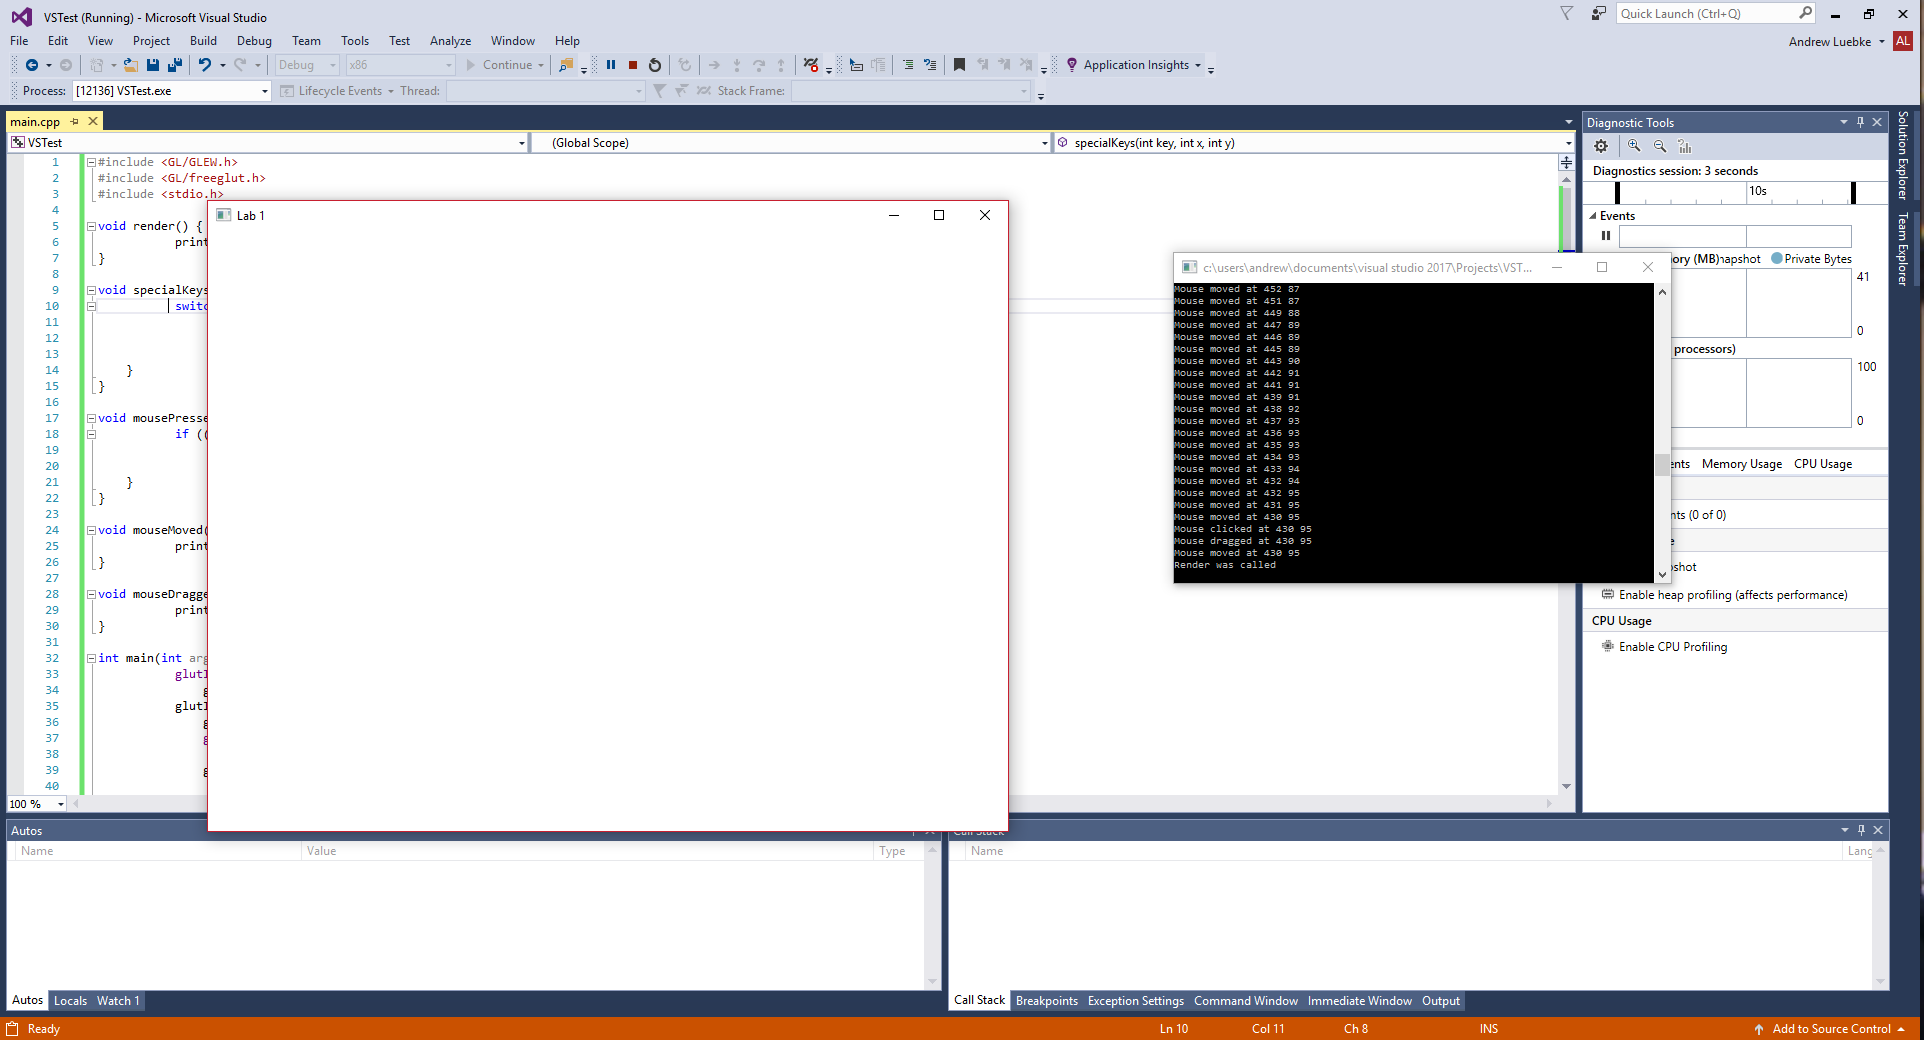 VSTest (Running) - Microsoft Visual Studio
Quick Launch (Ctrl+Q)
File Edit View Project Build Debug Team Tools Test Analyze Window Help
Andrew Luebke AL
Debug x86 Continue Application Insights
Process: [12136] VSTest.exe Lifecycle Events Thread: Stack Frame:
main.cpp
VSTest (Global Scope) specialKeys(int key, int x, int y)
1 #include <GL/GLEW.h>
2 #include <GL/freeglut.h>
3 #include <stdio.h>
4
5 void render() {
6 print
7 }
8
9 void specialKeys
10 switc
11
12
13
14 }
15 }
16
17 void mousePresse
18 if ((
19
20
21 }
22 }
23
24 void mouseMoved(
25 print
26 }
27
28 void mouseDragge
29 print
30 }
31
32 int main(int arg
33 glutI
34 g
35 glutI
36 g
37 g
38
39 g
40
100 %
Lab 1
c:\users\andrew\documents\visual studio 2017\Projects\VST...
Mouse moved at 452 87
Mouse moved at 451 87
Mouse moved at 449 88
Mouse moved at 447 89
Mouse moved at 446 89
Mouse moved at 445 89
Mouse moved at 443 90
Mouse moved at 442 91
Mouse moved at 441 91
Mouse moved at 439 91
Mouse moved at 438 92
Mouse moved at 437 93
Mouse moved at 436 93
Mouse moved at 435 93
Mouse moved at 434 93
Mouse moved at 433 94
Mouse moved at 432 94
Mouse moved at 432 95
Mouse moved at 431 95
Mouse moved at 430 95
Mouse clicked at 430 95
Mouse dragged at 430 95
Mouse moved at 430 95
Render was called
Diagnostic Tools
Diagnostics session: 3 seconds
10s
Events
ory (MB) napshot Private Bytes
41
0
processors)
100
0
ents Memory Usage CPU Usage
nts (0 of 0)
e
pshot
Enable heap profiling (affects performance)
CPU Usage
Enable CPU Profiling
Solution Explorer
Team Explorer
Autos
Name Value Type
Autos Locals Watch 1
Call Stack
Name Lang
Call Stack Breakpoints Exception Settings Command Window Immediate Window Output
Ready Ln 10 Col 11 Ch 8 INS Add to Source Control